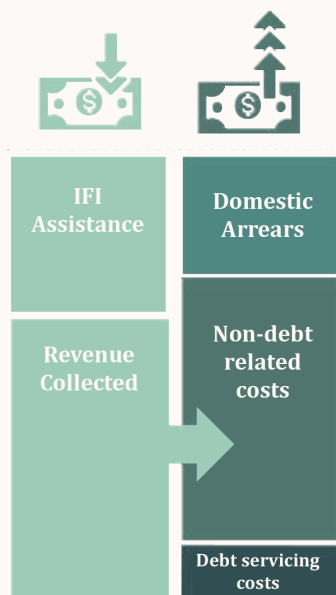 $
$
IFI
Assistance
Domestic
Arrears
Revenue
Collected
Non-debt
related
costs
Debt servicing
costs